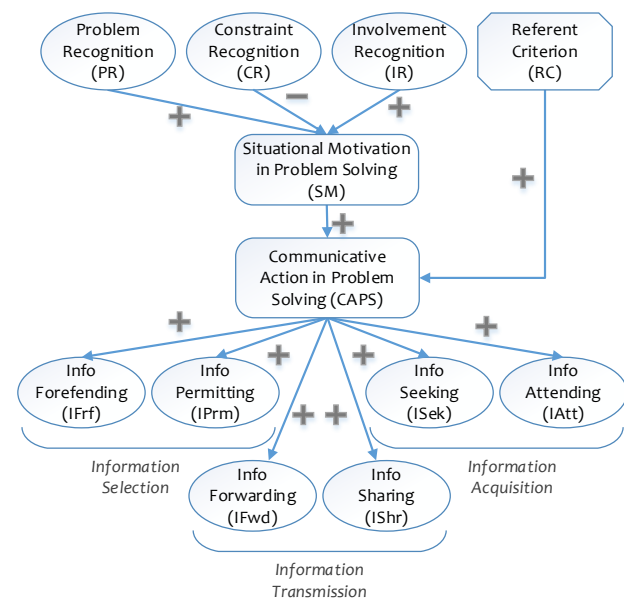 Problem
Recognition
(PR)
Constraint
Recognition
(CR)
Involvement
Recognition
(IR)
Referent
Criterion
(RC)
+
−
+
+
Situational Motivation
in Problem Solving
(SM)
+
Communicative
Action in Problem
Solving (CAPS)
+
+
+
+
+
+
Info
Forefending
(IFrf)
Info
Permitting
(IPrm)
Info
Seeking
(ISek)
Info
Attending
(IAtt)
Information
Selection
Info
Forwarding
(IFwd)
Info
Sharing
(IShr)
Information
Acquisition
Information
Transmission